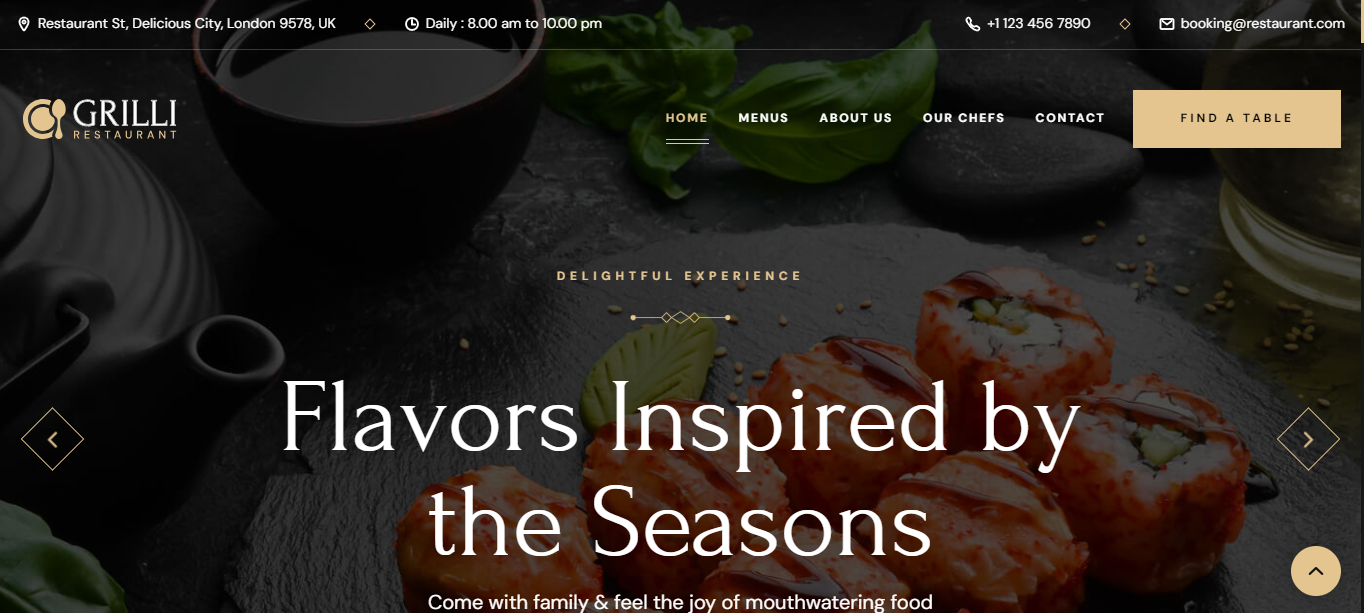 Restaurant St, Delicious City, London 9578, UK
Daily : 8.00 am to 10.00 pm
+1 123 456 7890
booking@restaurant.com
GRILLI
RESTAURANT
HOME
MENUS
ABOUT US
OUR CHEFS
CONTACT
FIND A TABLE
DELIGHTFUL EXPERIENCE
Flavors Inspired by
the Seasons
Come with family & feel the joy of mouthwatering food